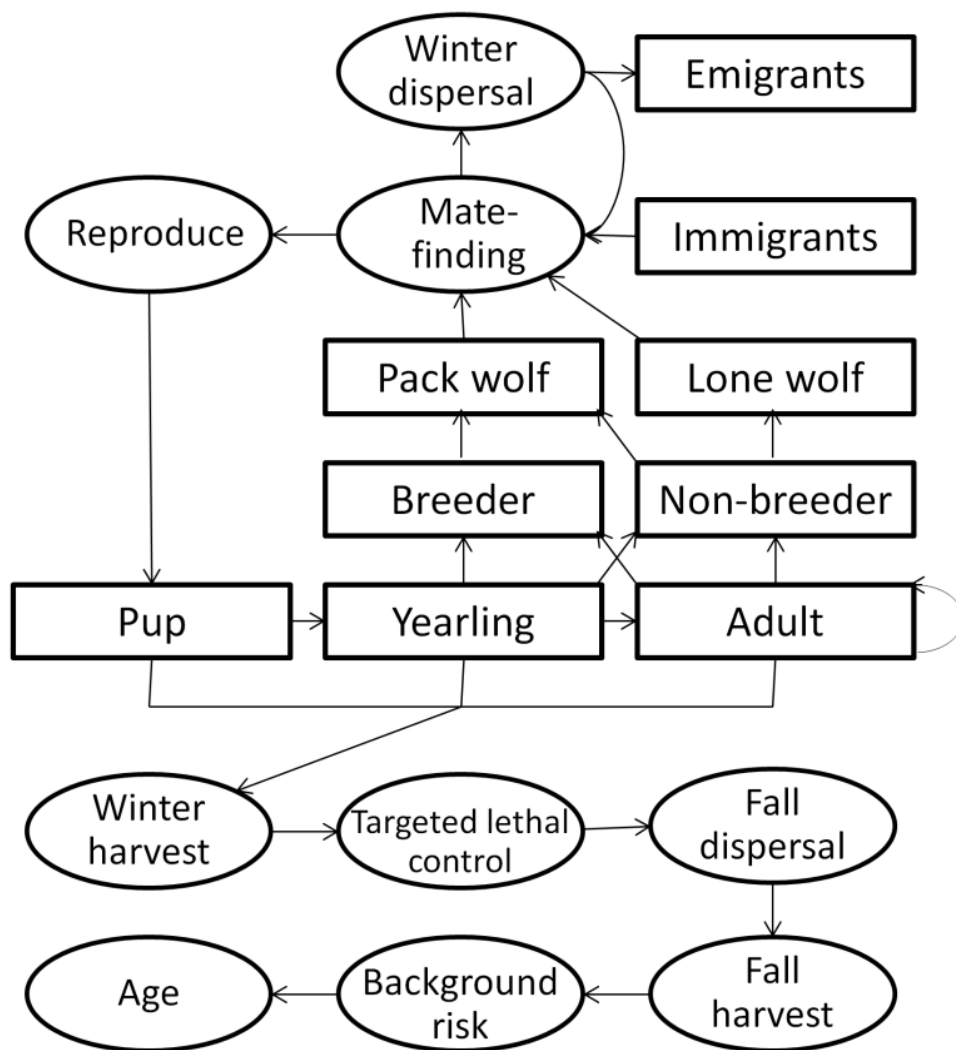 Winter
dispersal
Emigrants
Reproduce
Mate-
finding
Immigrants
Pack wolf
Lone wolf
Breeder
Non-breeder
Pup
Yearling
Adult
Winter
harvest
Targeted lethal
control
Fall
dispersal
Age
Background
risk
Fall
harvest